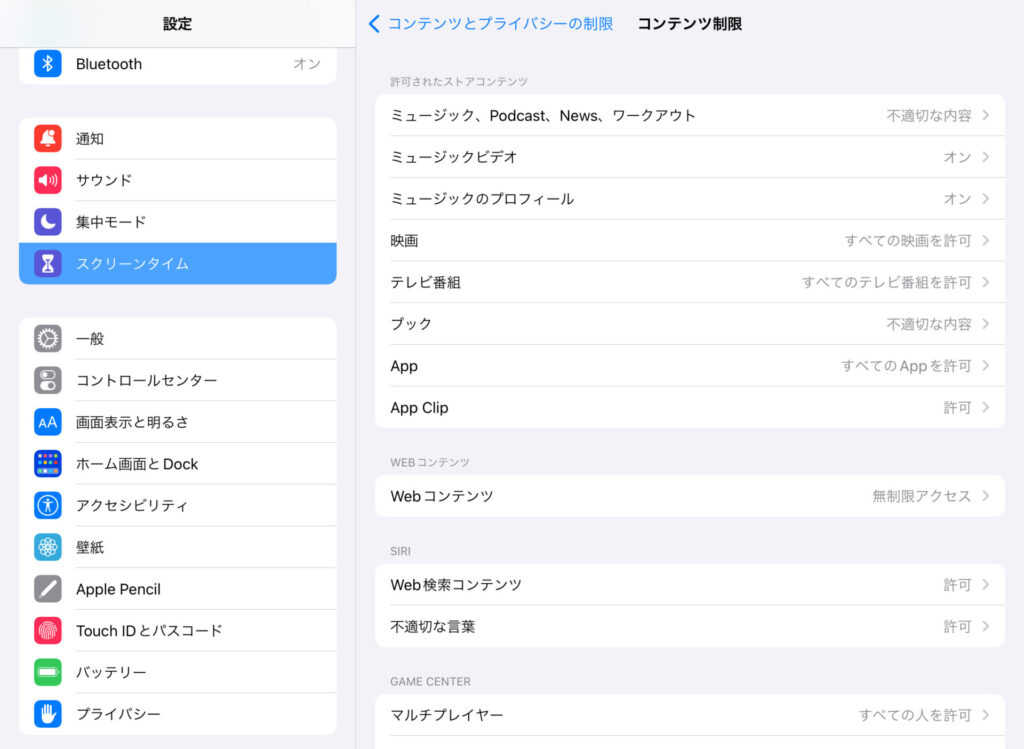 設定
Bluetooth オン
通知
サウンド
集中モード
スクリーンタイム
一般
コントロールセンター
AA 画面表示と明るさ
ホーム画面とDock
アクセシビリティ
壁紙
Apple Pencil
Touch IDとパスコード
バッテリー
プライバシー
コンテンツとプライバシーの制限 コンテンツ制限
許可されたストアコンテンツ
ミュージック、Podcast、News、ワークアウト 不適切な内容
ミュージックビデオ オン
ミュージックのプロフィール オン
映画 すべての映画を許可
テレビ番組 すべてのテレビ番組を許可
ブック 不適切な内容
App すべてのAppを許可
App Clip 許可
WEBコンテンツ
Webコンテンツ 無制限アクセス
SIRI
Web検索コンテンツ 許可
不適切な言葉 許可
GAME CENTER
マルチプレイヤー すべての人を許可